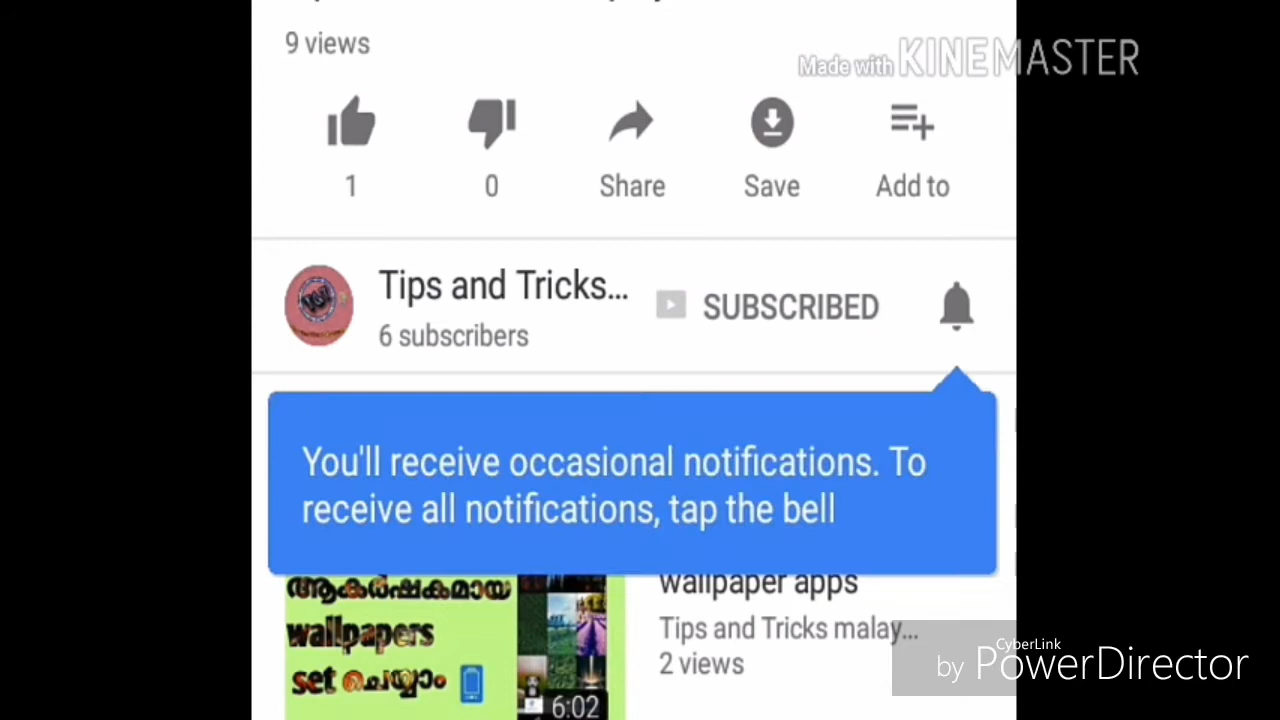 9 views
Made with KINEMASTER
1
0
Share
Save
Add to
Tips and Tricks...
SUBSCRIBED
6 subscribers
You'll receive occasional notifications. To
receive all notifications, tap the bell
ആകർഷകമായ
wallpapers
set ചെയ്യാം
6:02
wallpaper apps
Tips and Tricks malay...
2 views
CyberLink
by PowerDirector